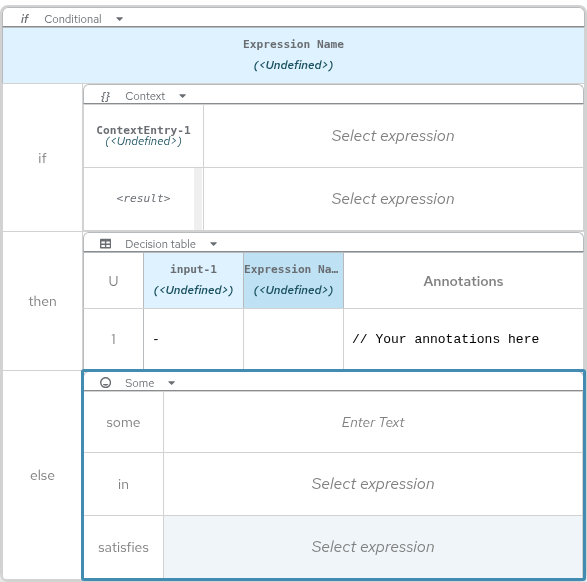 if Conditional
Expression Name
(<Undefined>)
if
{} Context
ContextEntry-1
(<Undefined>)
Select expression
<result>
Select expression
then
Decision table
U
input-1
(<Undefined>)
Expression Na…
(<Undefined>)
Annotations
1
-
// Your annotations here
else
Some
some
Enter Text
in
Select expression
satisfies
Select expression